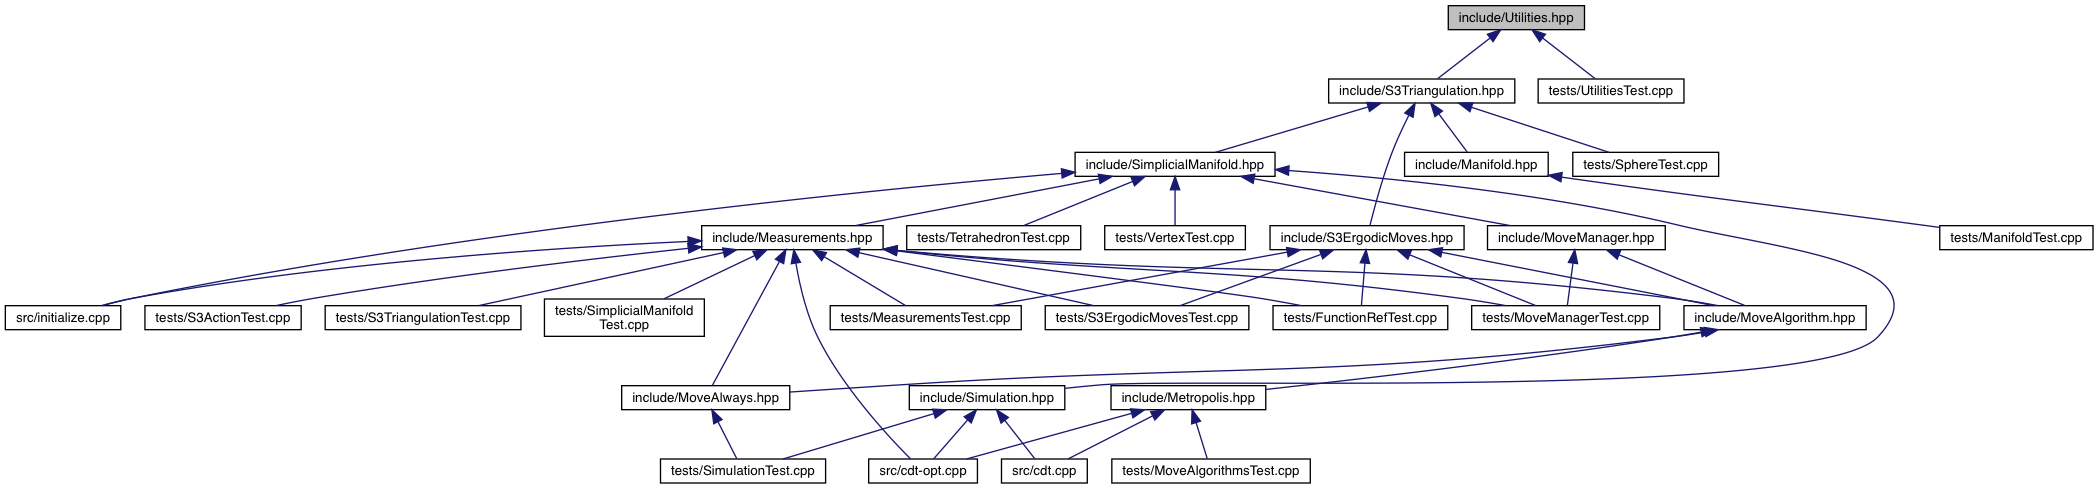 include/Utilities.hpp
include/S3Triangulation.hpp
tests/UtilitiesTest.cpp
include/SimplicialManifold.hpp
include/Manifold.hpp
tests/SphereTest.cpp
include/Measurements.hpp
tests/TetrahedronTest.cpp
tests/VertexTest.cpp
include/S3ErgodicMoves.hpp
include/MoveManager.hpp
tests/ManifoldTest.cpp
src/initialize.cpp
tests/S3ActionTest.cpp
tests/S3TriangulationTest.cpp
tests/SimplicialManifold
Test.cpp
tests/MeasurementsTest.cpp
tests/S3ErgodicMovesTest.cpp
tests/FunctionRefTest.cpp
tests/MoveManagerTest.cpp
include/MoveAlgorithm.hpp
include/MoveAlways.hpp
include/Simulation.hpp
include/Metropolis.hpp
tests/SimulationTest.cpp
src/cdt-opt.cpp
src/cdt.cpp
tests/MoveAlgorithmsTest.cpp